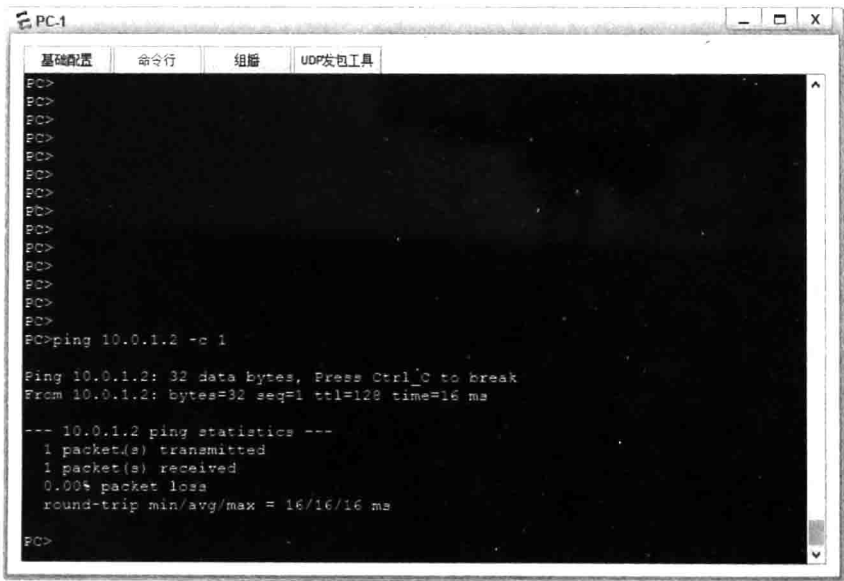 PC-1
基础配置 命令行 组播 UDP发包工具
PC>
PC>
PC>
PC>
PC>
PC>
PC>
PC>
PC>
PC>
PC>
PC>
PC>
PC>
PC>ping 10.0.1.2 -c 1
Ping 10.0.1.2: 32 data bytes, Press Ctrl_C to break
From 10.0.1.2: bytes=32 seq=1 ttl=128 time=16 ms
--- 10.0.1.2 ping statistics ---
1 packet(s) transmitted
1 packet(s) received
0.00% packet loss
round-trip min/avg/max = 16/16/16 ms
PC>